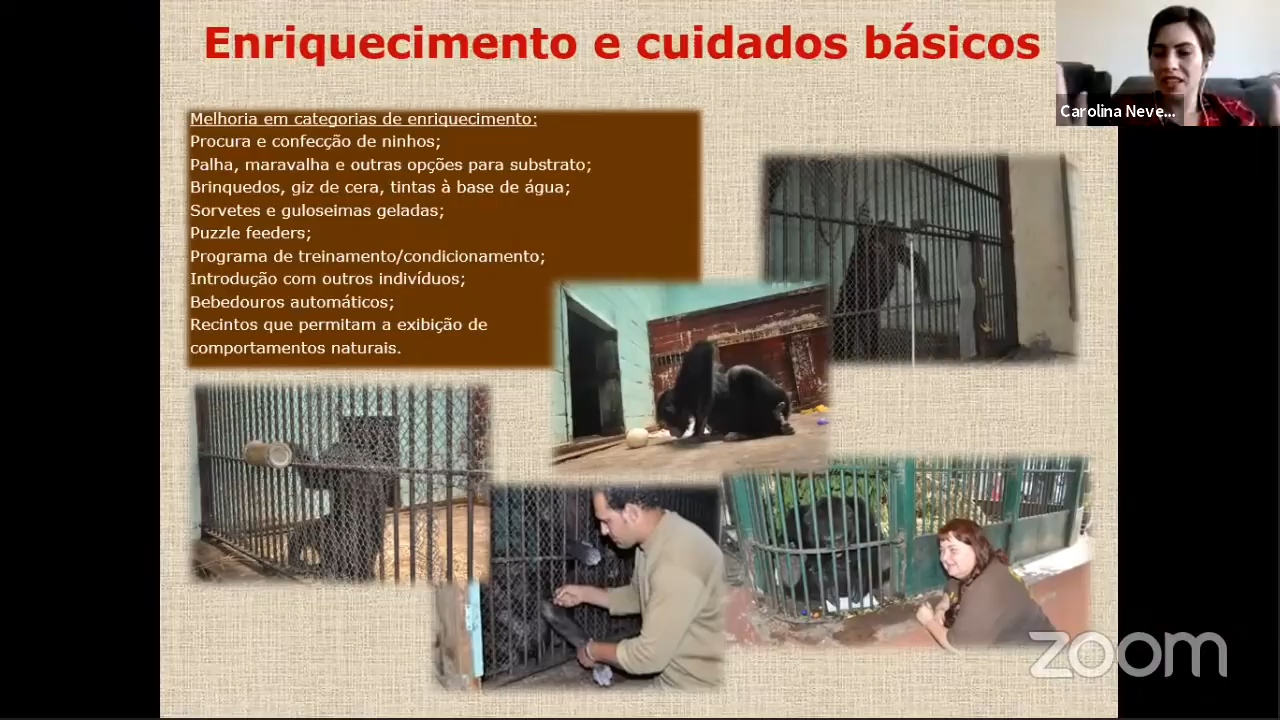 Enriquecimento e cuidados básicos
Carolina Neve...
Melhoria em categorias de enriquecimento:
Procura e confecção de ninhos;
Palha, maravalha e outras opções para substrato;
Brinquedos, giz de cera, tintas à base de água;
Sorvetes e guloseimas geladas;
Puzzle feeders;
Programa de treinamento/condicionamento;
Introdução com outros indivíduos;
Bebedouros automáticos;
Recintos que permitam a exibição de
comportamentos naturais.
zoom